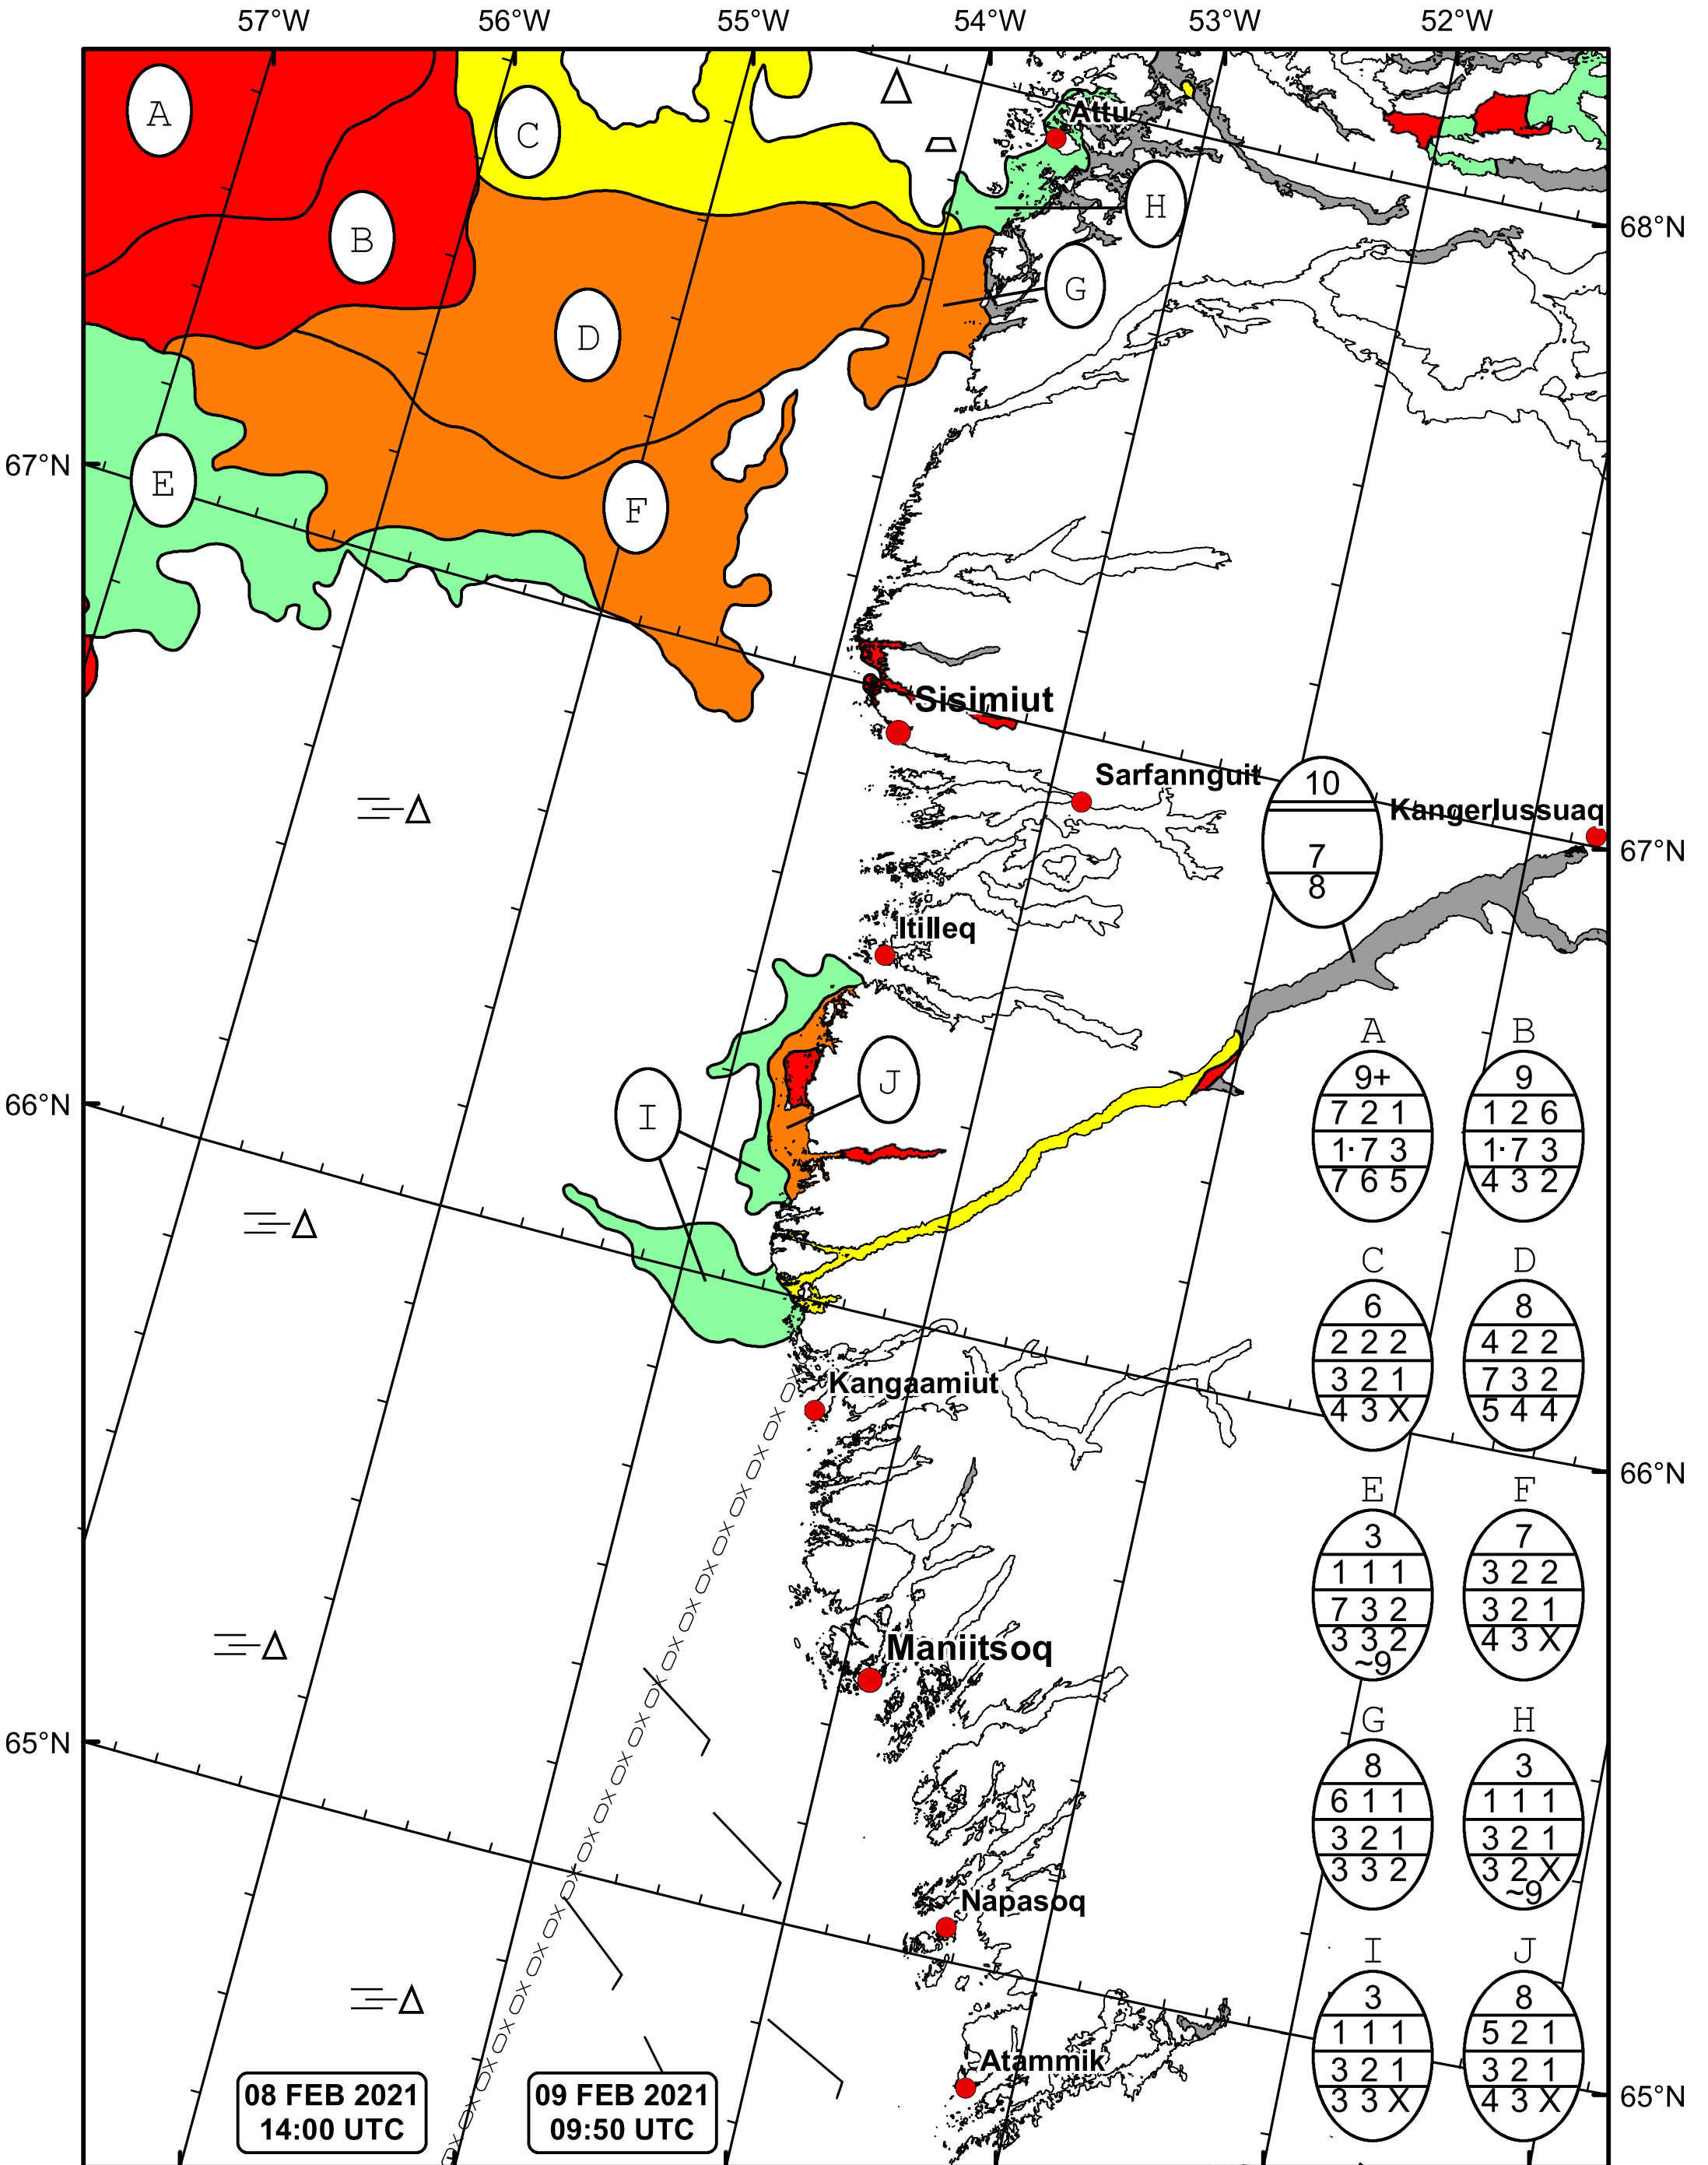 57°W 56°W 55°W 54°W 53°W 52°W
A
C
Attu
B
H
68°N
G
D
67°N
E
F
Sisimiut
Sarfannguit
10
7
8
Kangerlussuaq
67°N
Itilleq
J
I
66°N
A B
9+ 9
7 2 1 1 2 6
1· 7 3 1· 7 3
7 6 5 4 3 2
C D
6 8
2 2 2 4 2 2
3 2 1 7 3 2
4 3 X 5 4 4
Kangaamiut
66°N
E F
3 7
1 1 1 3 2 2
7 3 2 3 2 1
3 3 2 4 3 X
~9
Maniitsoq
65°N
G H
8 3
6 1 1 1 1 1
3 2 1 3 2 1
3 3 2 3 2 X
~9
Napasoq
I J
3 8
1 1 1 5 2 1
3 2 1 3 2 1
3 3 X 4 3 X
Atammik
65°N
08 FEB 2021 09 FEB 2021
14:00 UTC 09:50 UTC